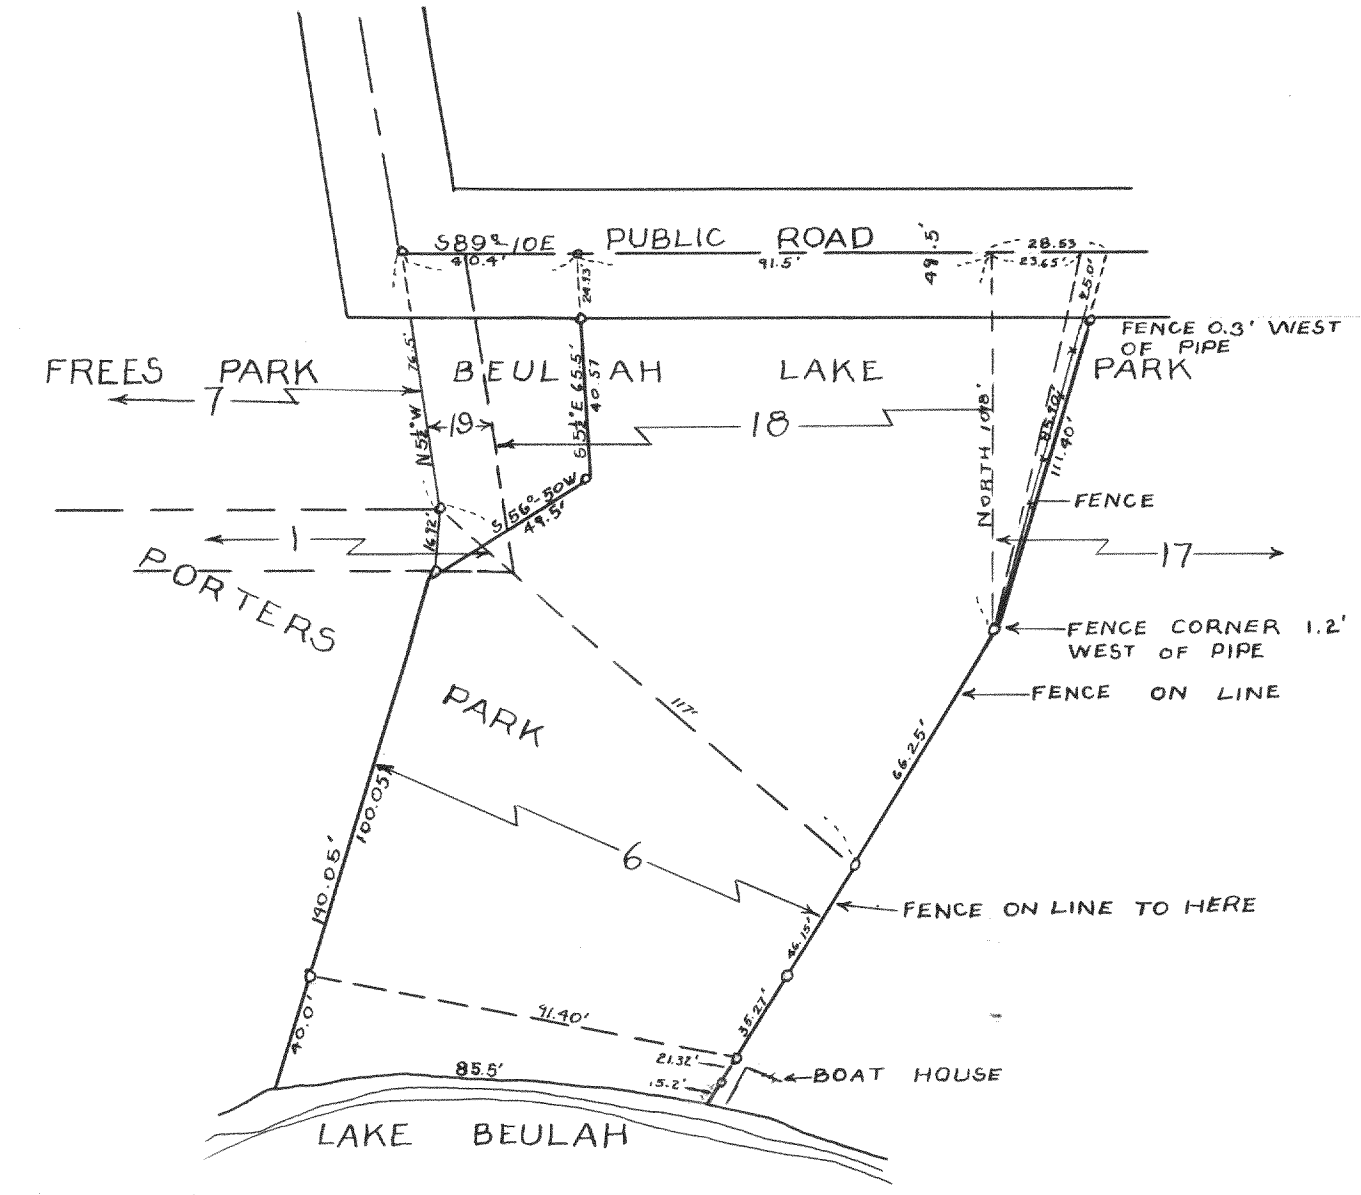 S89°-10E
PUBLIC ROAD
49.5'
28.53
40.4'
91.5'
23.65'
24.93
25.0'
FENCE 0.3' WEST
OF PIPE
FREES PARK
BEULAH LAKE PARK
76.5'
N5½°W
S5½°E 65.5'
40.57
NORTH 109.8'
85.90'
111.40'
7
19
18
S56°-50W
49.5'
FENCE
16.92'
1
17
PORTERS
PARK
FENCE CORNER 1.2'
WEST OF PIPE
FENCE ON LINE
117'
66.25'
100.05'
140.05'
6
FENCE ON LINE TO HERE
46.15'
35.27'
40.0'
91.40'
21.32'
15.2'
85.5'
BOAT HOUSE
LAKE BEULAH